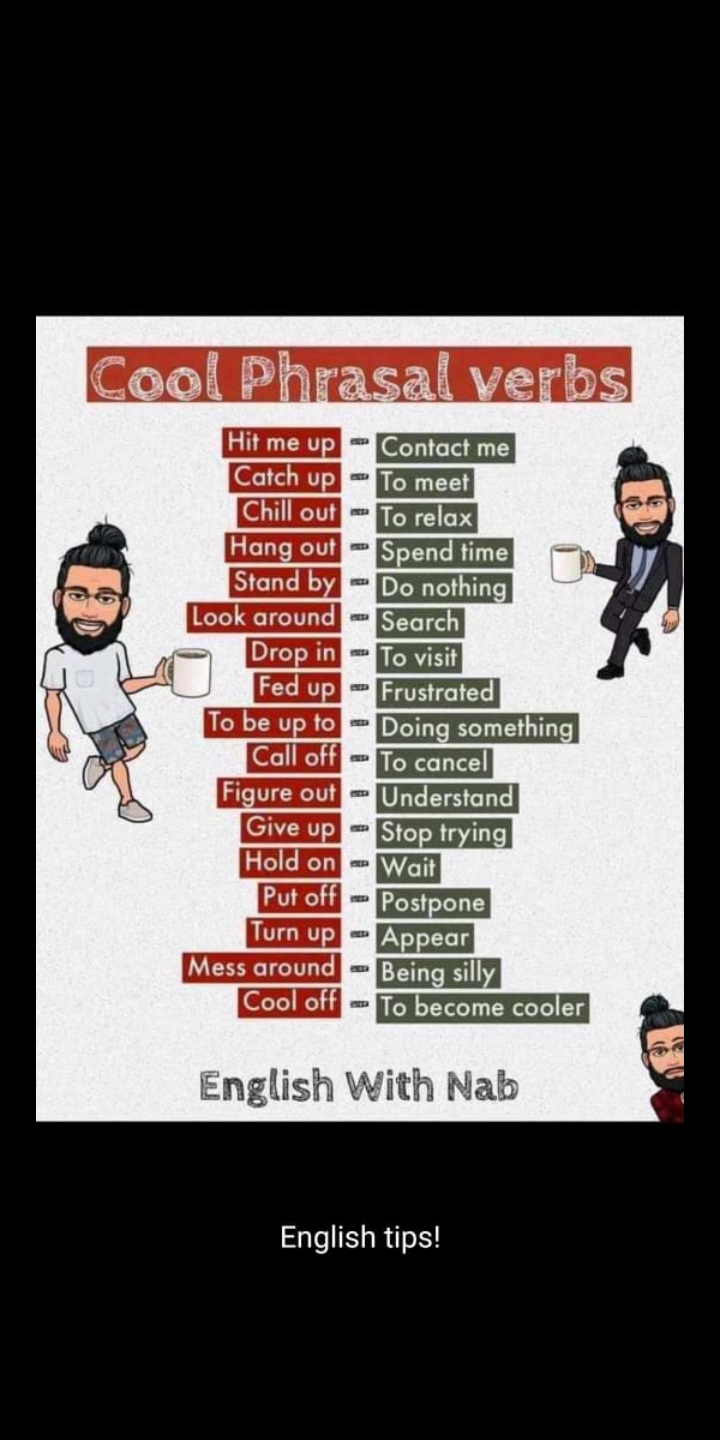 Cool Phrasal verbs
Hit me up = Contact me
Catch up = To meet
Chill out = To relax
Hang out = Spend time
Stand by = Do nothing
Look around = Search
Drop in = To visit
Fed up = Frustrated
To be up to = Doing something
Call off = To cancel
Figure out = Understand
Give up = Stop trying
Hold on = Wait
Put off = Postpone
Turn up = Appear
Mess around = Being silly
Cool off = To become cooler
English With Nab
English tips!